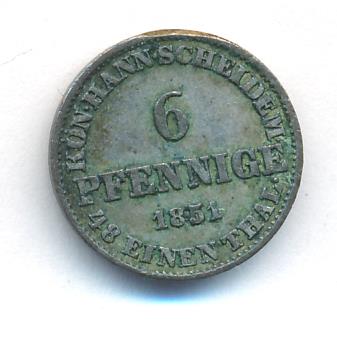 KÖN·HANN·SCHEIDEM
6
PFENNIGE
1851
48 EINEN THAL